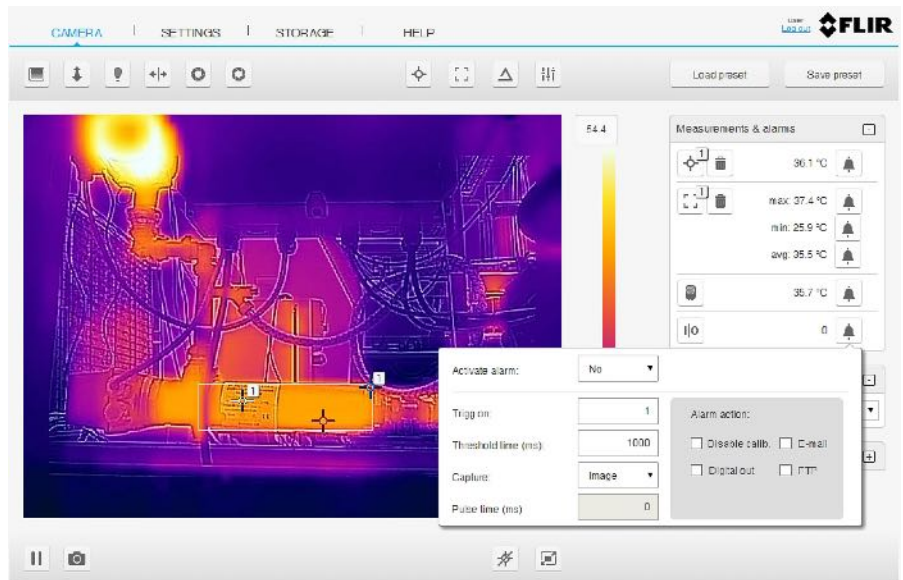 CAMERA SETTINGS STORAGE HELP
User
Log out
FLIR
Load preset Save preset
54.4
Measurements & alarms
1 36.1 °C
1 max: 37.4 °C
min: 25.9 °C
avg: 35.5 °C
35.7 °C
I|O 0
Activate alarm: No
Trigg on: 1
Threshold time (ms): 1000
Capture: Image
Pulse time (ms) 0
Alarm action:
Disable calib. E-mail
Digital out FTP
1
1